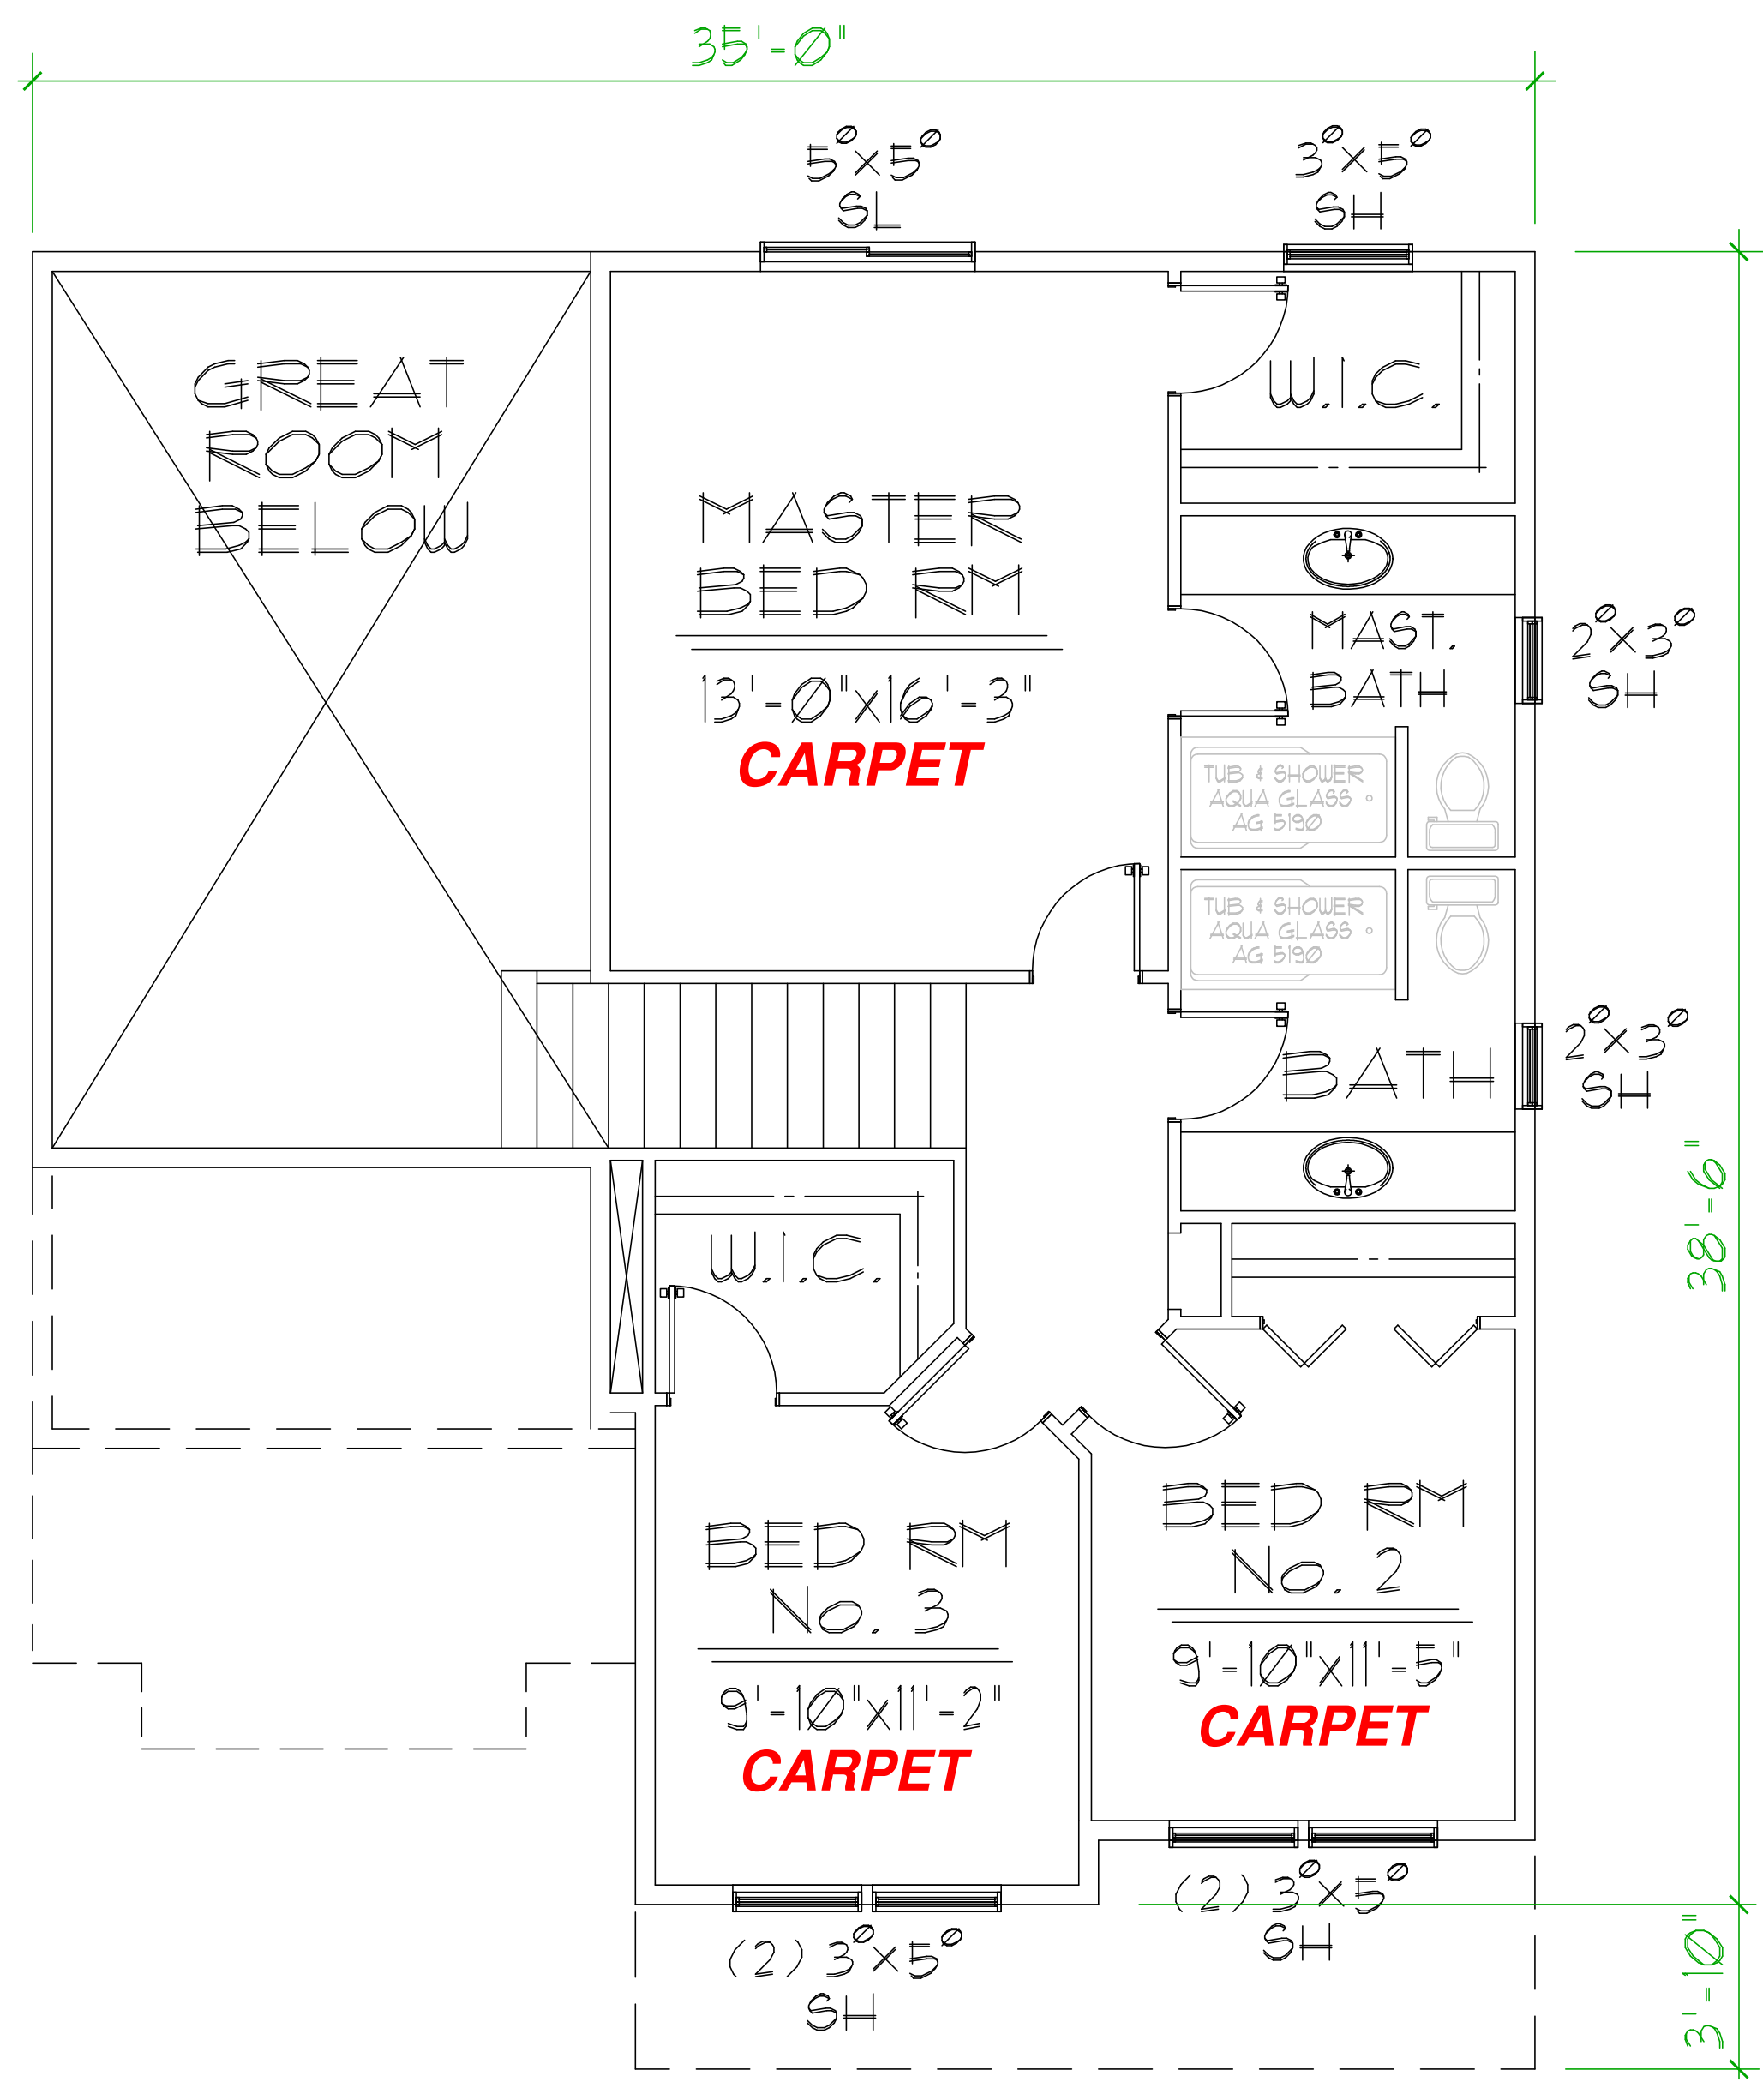 35'-0"
5⁰x5⁰
SL
3⁰x5⁰
SH
GREAT
ROOM
BELOW
W.I.C.
MASTER
BED RM
13'-0"x16'-3"
CARPET
MAST.
BATH
2⁰x3⁰
SH
TUB & SHOWER
AQUA GLASS
AG 5190
TUB & SHOWER
AQUA GLASS
AG 5190
BATH
2⁰x3⁰
SH
38'-6"
W.I.C.
BED RM
No. 2
9'-10"x11'-5"
CARPET
BED RM
No. 3
9'-10"x11'-2"
CARPET
(2) 3⁰x5⁰
SH
(2) 3⁰x5⁰
SH
3'-10"